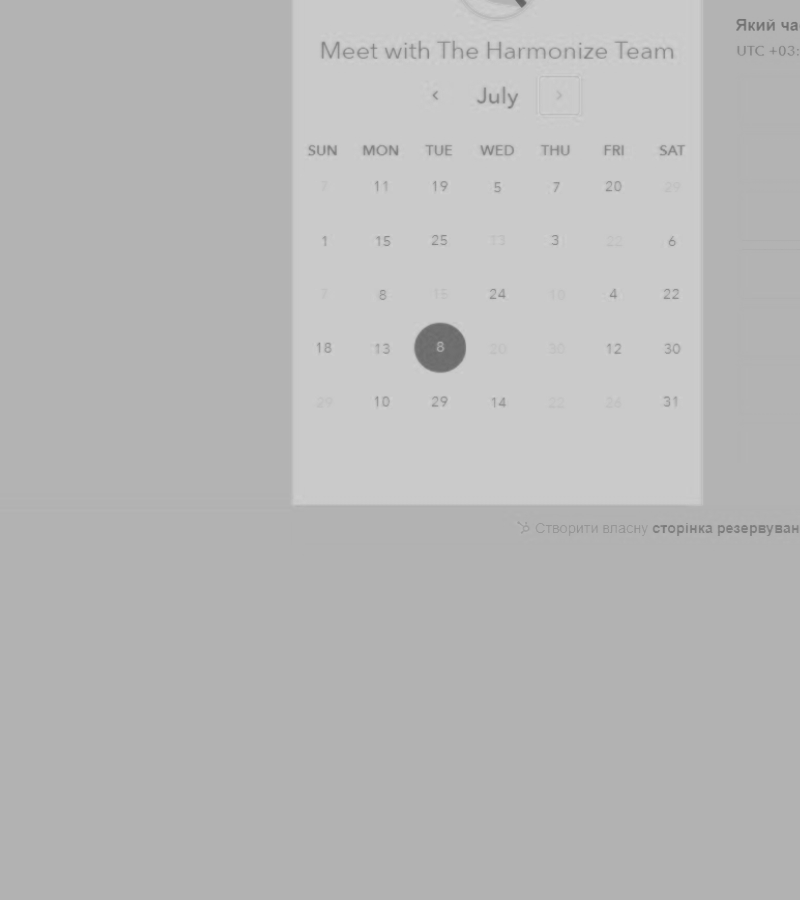 Який ча
Meet with The Harmonize Team
UTC +03:
‹ July ›
SUN MON TUE WED THU FRI SAT
7 11 19 5 7 20 29
1 15 25 13 3 22 6
7 8 15 24 10 4 22
18 13 8 20 30 12 30
29 10 29 14 22 26 31
Створити власну сторінка резервуван